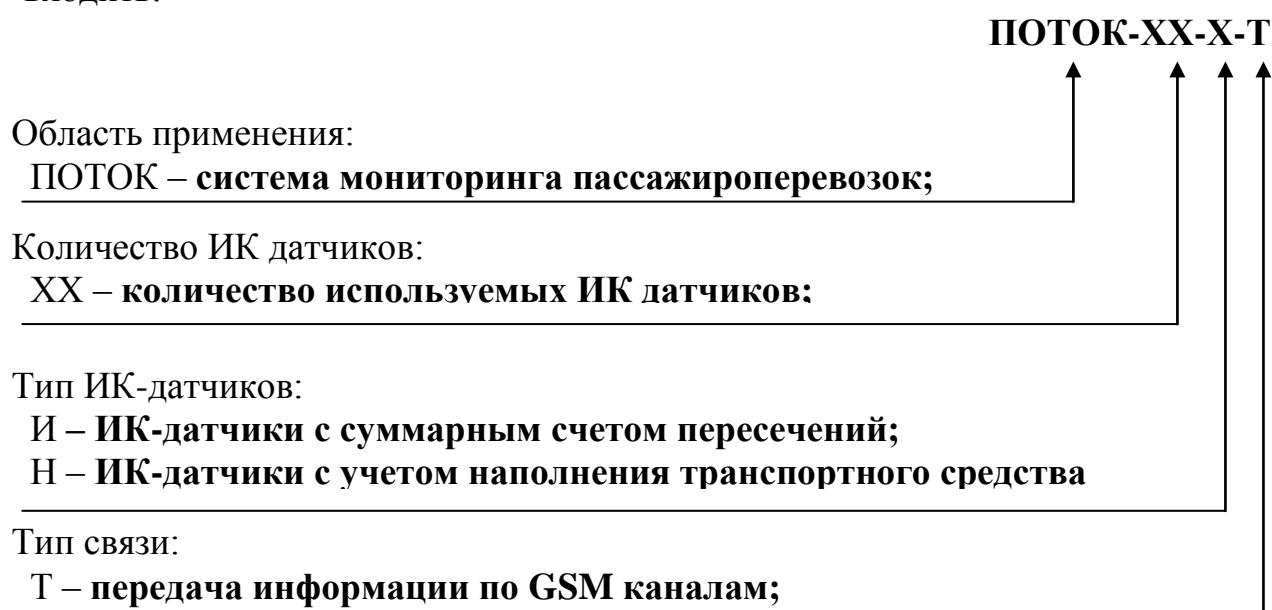 ПОТОК-ХХ-Х-Т
Область применения:
ПОТОК – система мониторинга пассажироперевозок;
Количество ИК датчиков:
ХХ – количество используемых ИК датчиков;
Тип ИК-датчиков:
И – ИК-датчики с суммарным счетом пересечений;
Н – ИК-датчики с учетом наполнения транспортного средства
Тип связи:
Т – передача информации по GSM каналам;